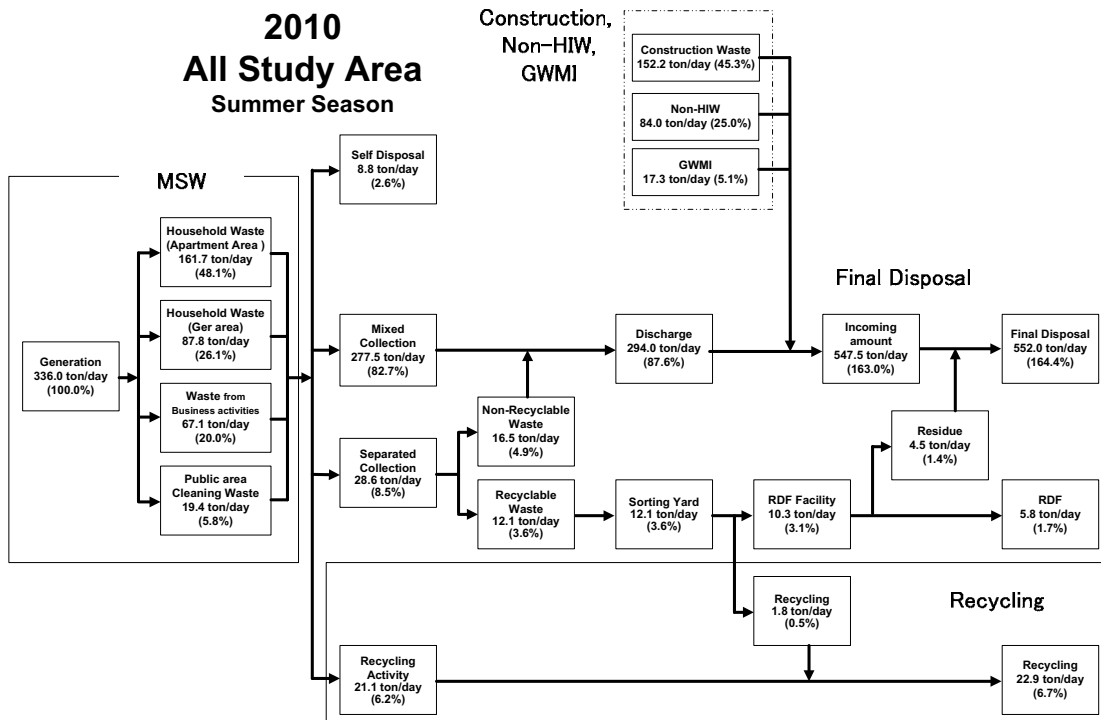 2010
All Study Area
Summer Season
Construction,
Non-HIW,
GWMI
Construction Waste
152.2 ton/day (45.3%)
Non-HIW
84.0 ton/day (25.0%)
GWMI
17.3 ton/day (5.1%)
MSW
Generation
336.0 ton/day
(100.0%)
Household Waste
(Apartment Area )
161.7 ton/day
(48.1%)
Household Waste
(Ger area)
87.8 ton/day
(26.1%)
Waste from
Business activities
67.1 ton/day
(20.0%)
Public area
Cleaning Waste
19.4 ton/day
(5.8%)
Self Disposal
8.8 ton/day
(2.6%)
Mixed
Collection
277.5 ton/day
(82.7%)
Separated
Collection
28.6 ton/day
(8.5%)
Recycling
Activity
21.1 ton/day
(6.2%)
Non-Recyclable
Waste
16.5 ton/day
(4.9%)
Recyclable
Waste
12.1 ton/day
(3.6%)
Discharge
294.0 ton/day
(87.6%)
Sorting Yard
12.1 ton/day
(3.6%)
Final Disposal
Incoming
amount
547.5 ton/day
(163.0%)
Final Disposal
552.0 ton/day
(164.4%)
Residue
4.5 ton/day
(1.4%)
RDF Facility
10.3 ton/day
(3.1%)
RDF
5.8 ton/day
(1.7%)
Recycling
Recycling
1.8 ton/day
(0.5%)
Recycling
22.9 ton/day
(6.7%)